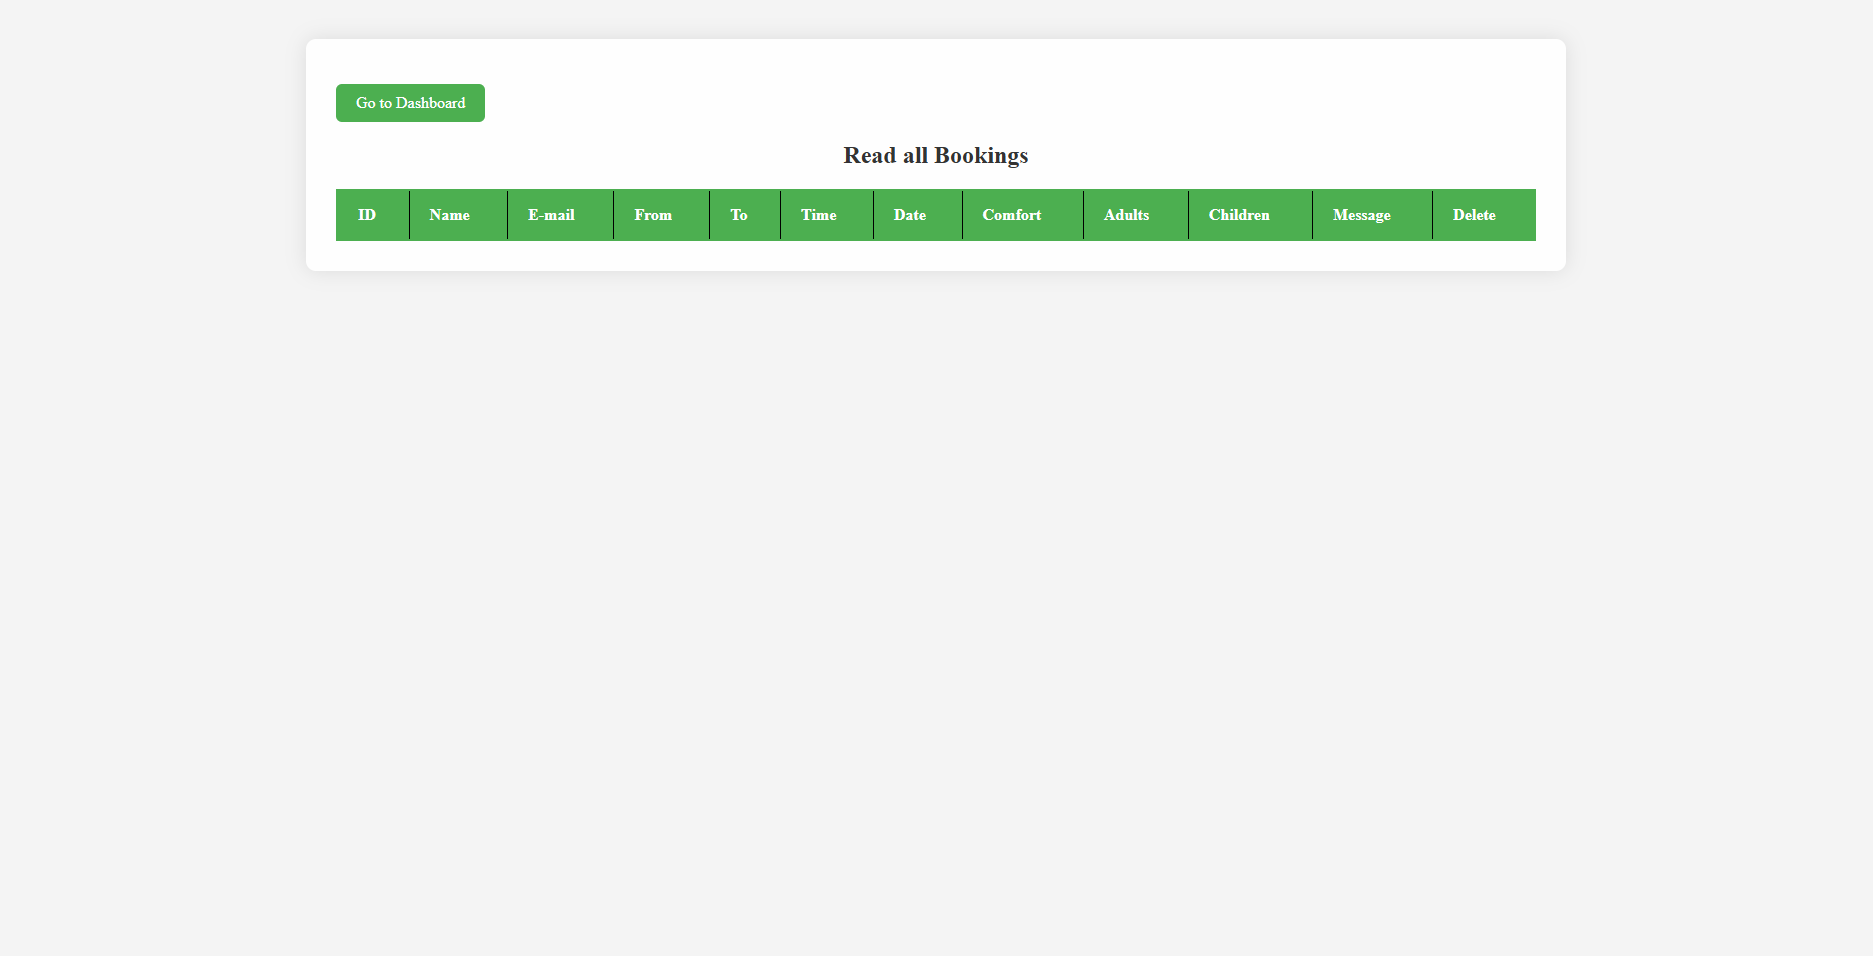 Go to Dashboard
Read all Bookings
ID Name E-mail From To Time Date Comfort Adults Children Message Delete